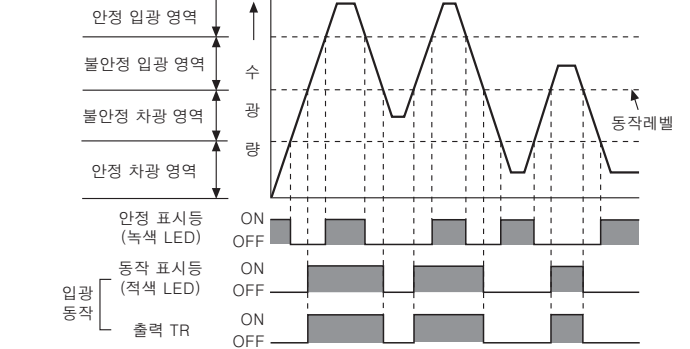 안정 입광 영역
불안정 입광 영역
불안정 차광 영역
안정 차광 영역
수
광
량
동작레벨
안정 표시등
(녹색 LED)
ON
OFF
입광
동작
동작 표시등
(적색 LED)
ON
OFF
출력 TR
ON
OFF